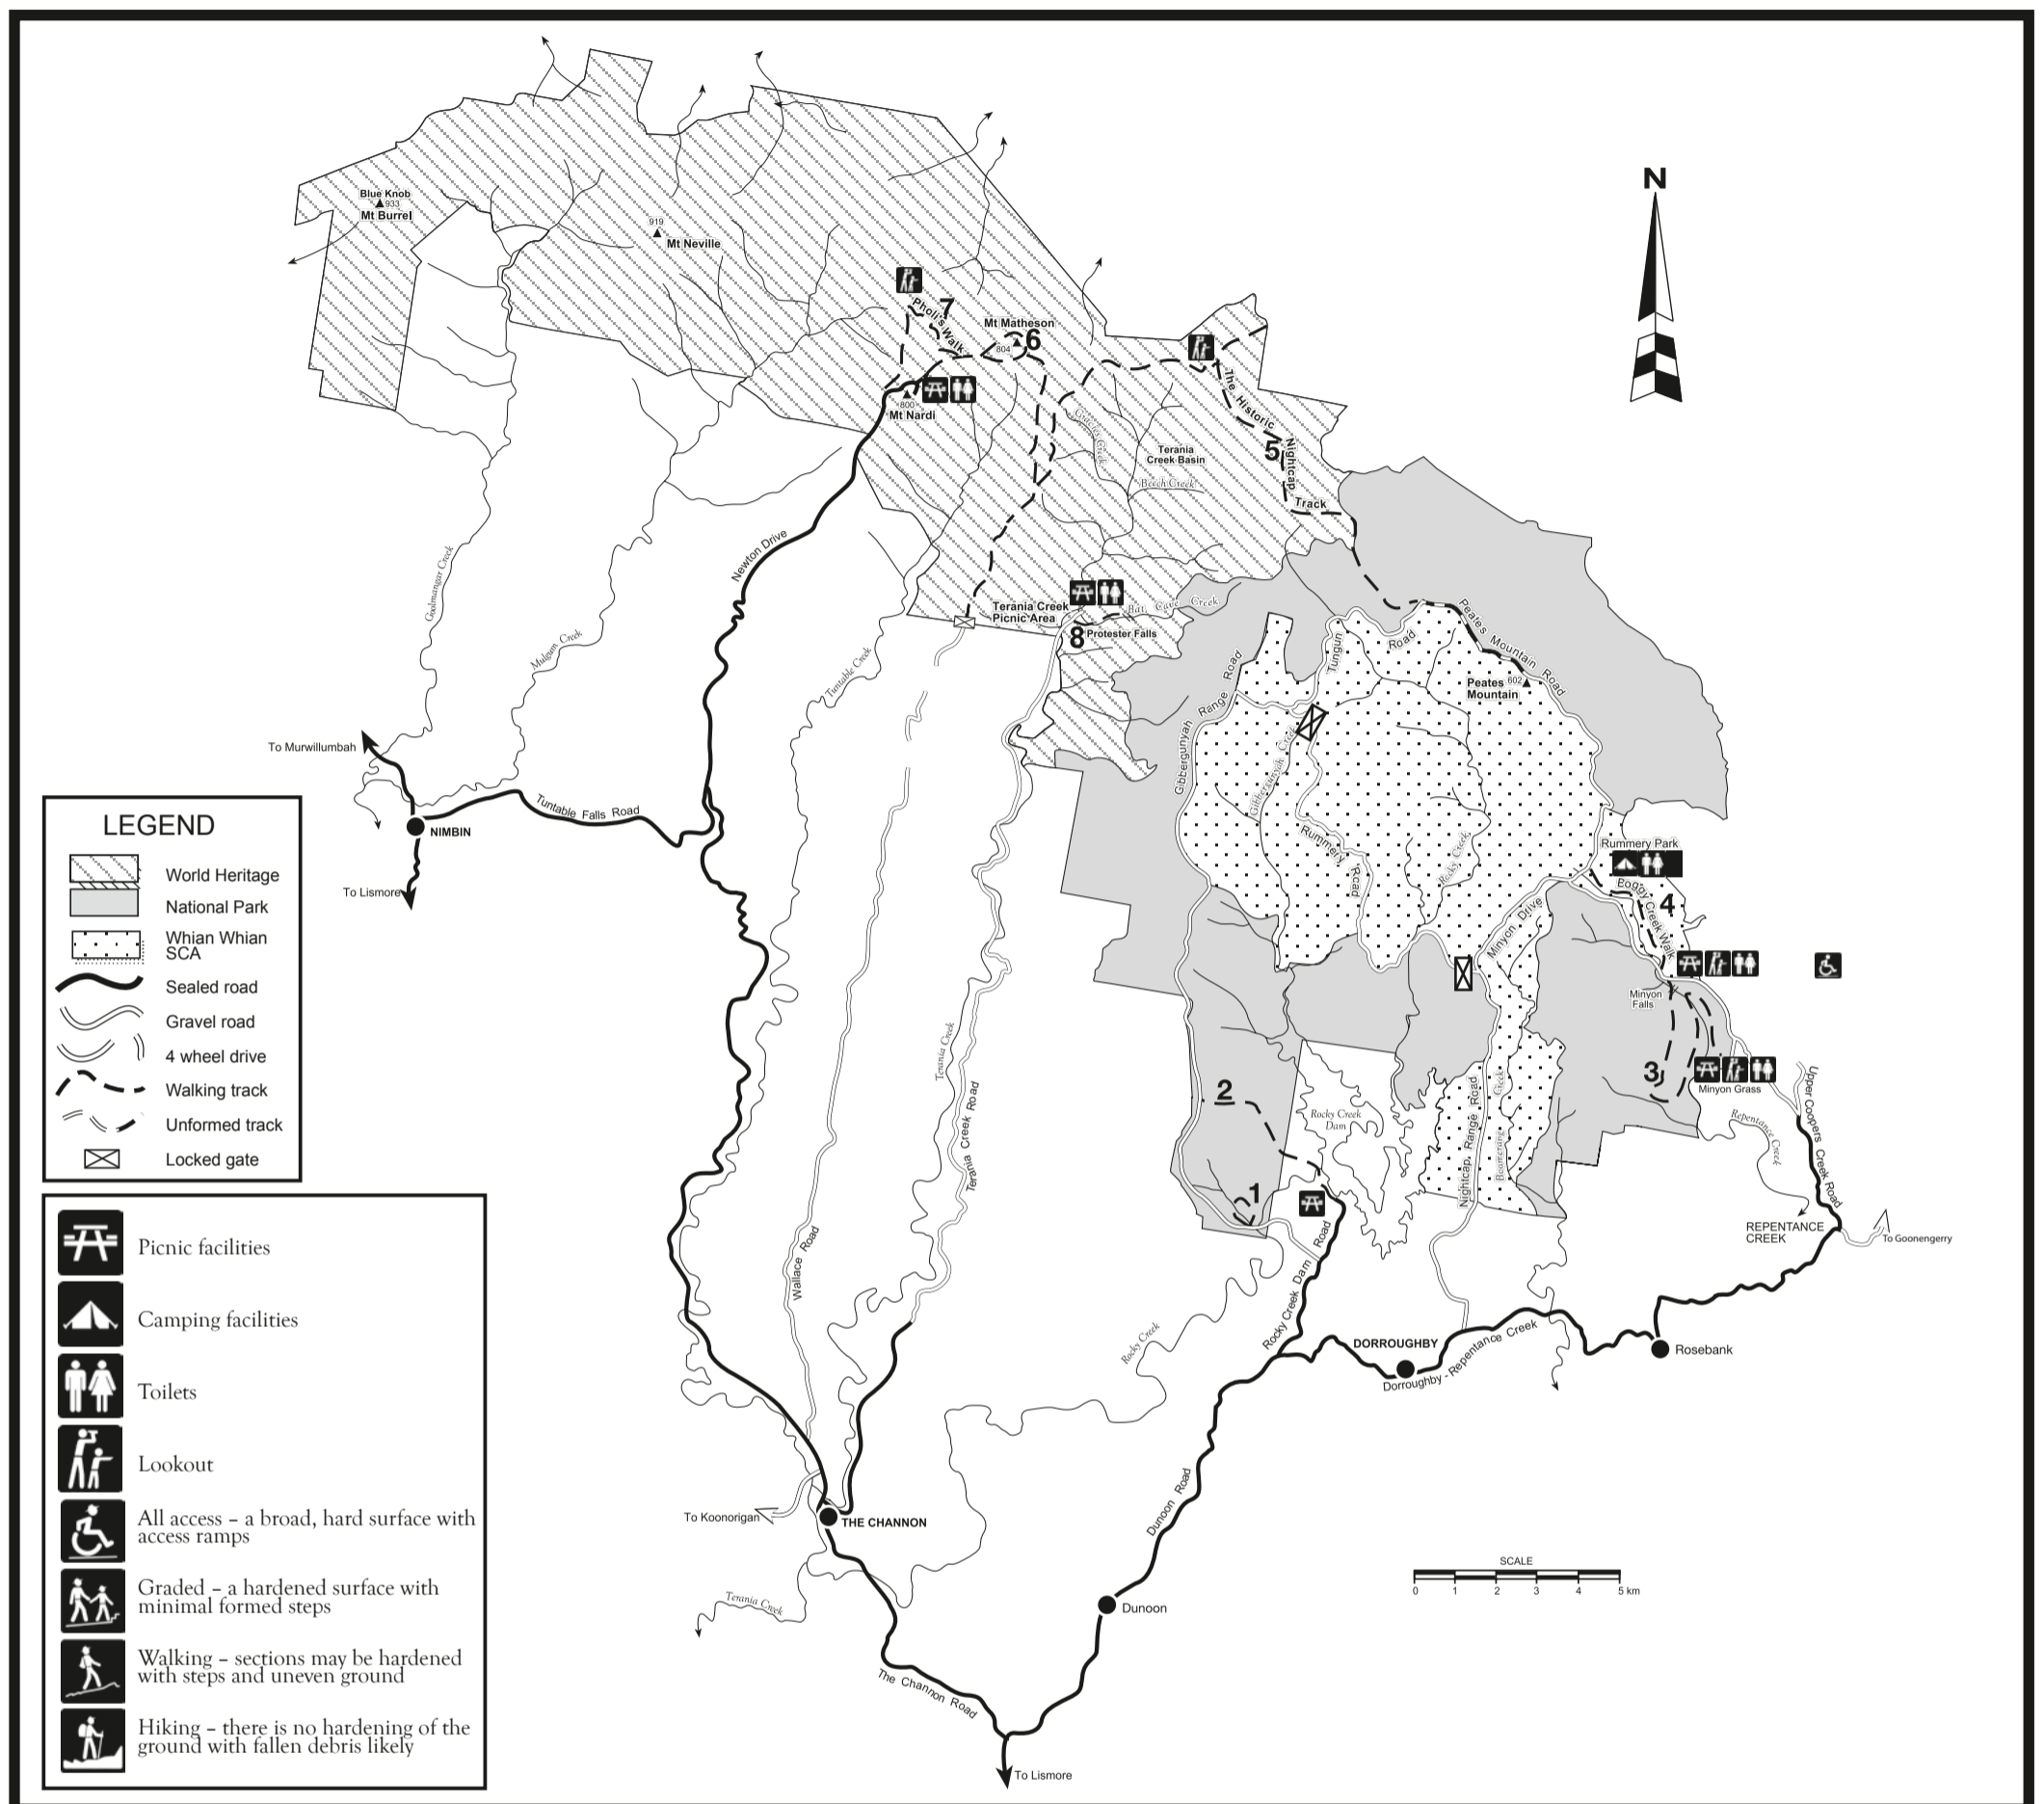 N
Blue Knob
933
Mt Burrel
919
Mt Neville
7
Pholi's Walk
Mt Matheson
804
6
800
Mt Nardi
The Historic Nightcap Track
5
Gracies Creek
Terania
Creek Basin
Beech Creek
Newton Drive
Goolmangar Creek
Mulgum Creek
Tuntable Creek
Terania Creek
Picnic Area
Bat Cave Creek
8
Protester Falls
Peates Mountain Road
Tungun Road
Peates
Mountain
602
Gibbergunyah Range Road
Gibbergunyah Creek
Rummery Road
Rocky Creek
To Murwillumbah
NIMBIN
Tuntable Falls Road
To Lismore
Rummery Park
Boggy Creek Walk
4
Minyon Drive
Minyon
Falls
3
Minyon Grass
Repentance Creek
Upper Coopers Creek Road
REPENTANCE
CREEK
To Goonengerry
2
1
Rocky Creek
Dam
Nightcap Range Road
Boomerang Creek
Terania Creek
Terania Creek Road
Wallace Road
Rocky Creek Dam Road
Rocky Creek
DORROUGHBY
Dorroughby - Repentance Creek
Rosebank
Dunoon Road
Dunoon
To Koonorigan
THE CHANNON
Terania Creek
The Channon Road
To Lismore
SCALE
0 1 2 3 4 5 km
LEGEND
World Heritage
National Park
Whian Whian
SCA
Sealed road
Gravel road
4 wheel drive
Walking track
Unformed track
Locked gate
Picnic facilities
Camping facilities
Toilets
Lookout
All access – a broad, hard surface with
access ramps
Graded – a hardened surface with
minimal formed steps
Walking – sections may be hardened
with steps and uneven ground
Hiking – there is no hardening of the
ground with fallen debris likely